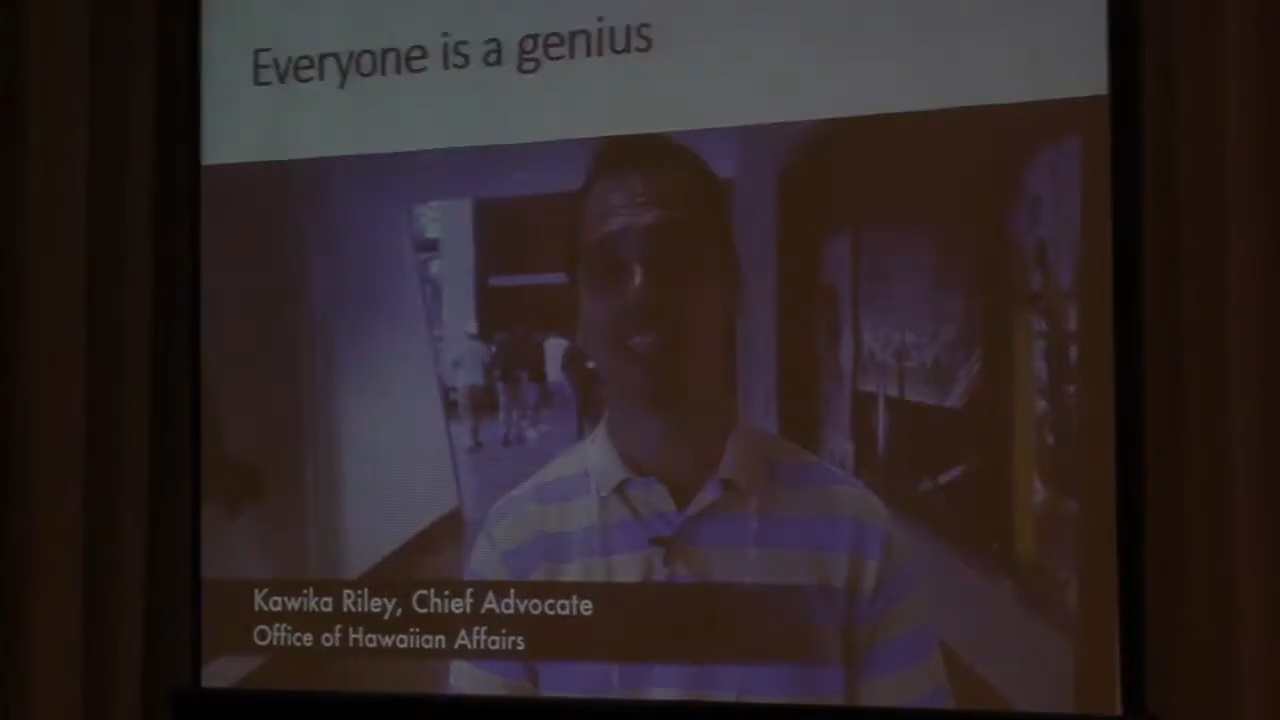 Everyone is a genius
Kawika Riley, Chief Advocate
Office of Hawaiian Affairs